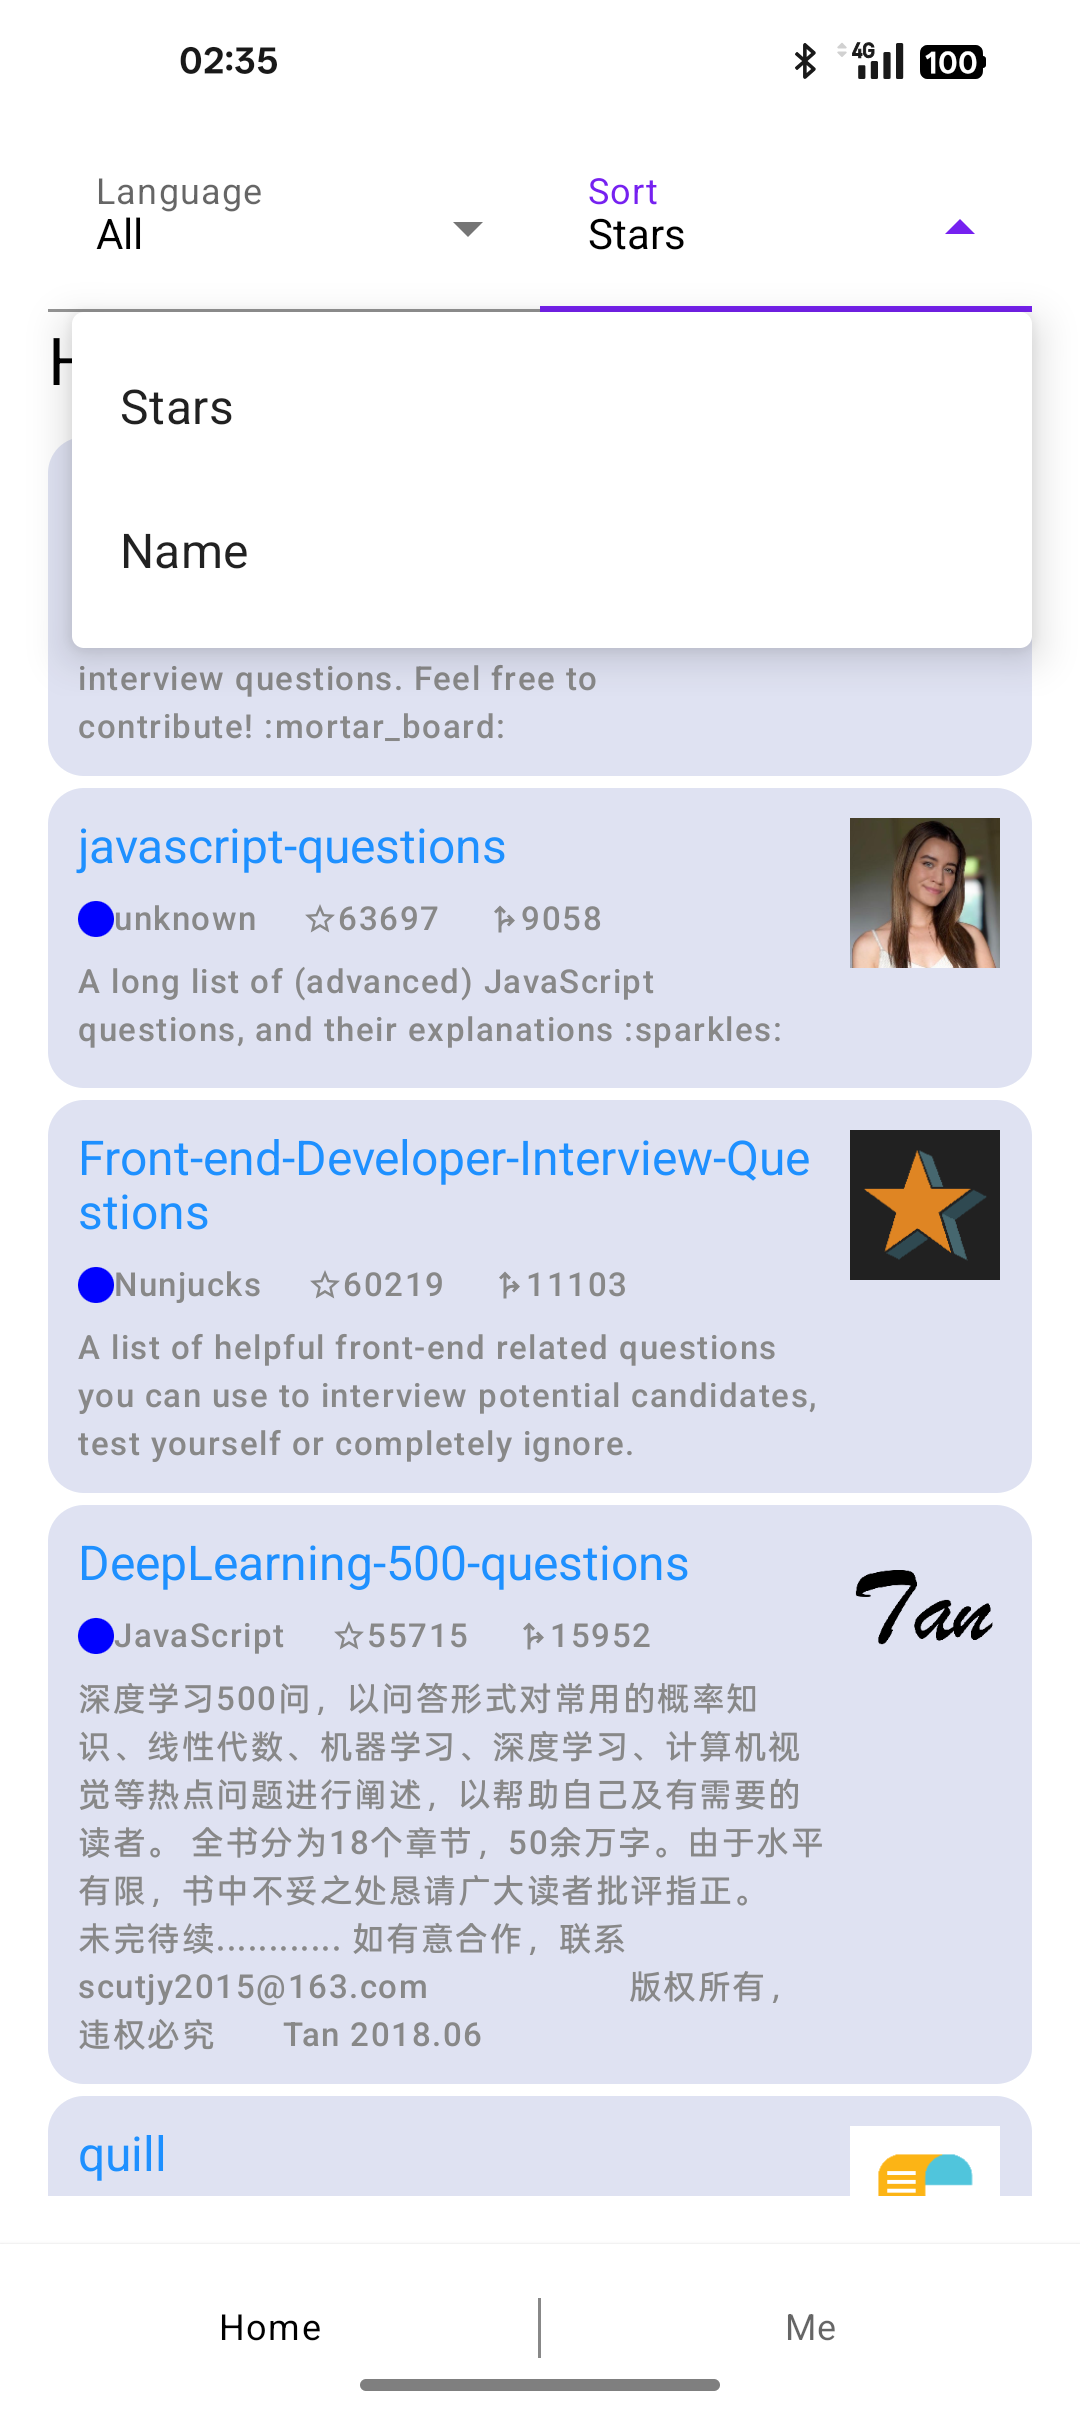 02:35
4G
100
Language
All
Sort
Stars
Stars
Name
interview questions. Feel free to
contribute! :mortar_board:
javascript-questions
unknown
63697
9058
A long list of (advanced) JavaScript
questions, and their explanations :sparkles:
Front-end-Developer-Interview-Que
stions
Nunjucks
60219
11103
A list of helpful front-end related questions
you can use to interview potential candidates,
test yourself or completely ignore.
DeepLearning-500-questions
Tan
JavaScript
55715
15952
深度学习500问，以问答形式对常用的概率知
识、线性代数、机器学习、深度学习、计算机视
觉等热点问题进行阐述，以帮助自己及有需要的
读者。 全书分为18个章节，50余万字。由于水平
有限，书中不妥之处恳请广大读者批评指正。
未完待续............ 如有意合作，联系
scutjy2015@163.com 版权所有，
违权必究 Tan 2018.06
quill
Home
Me